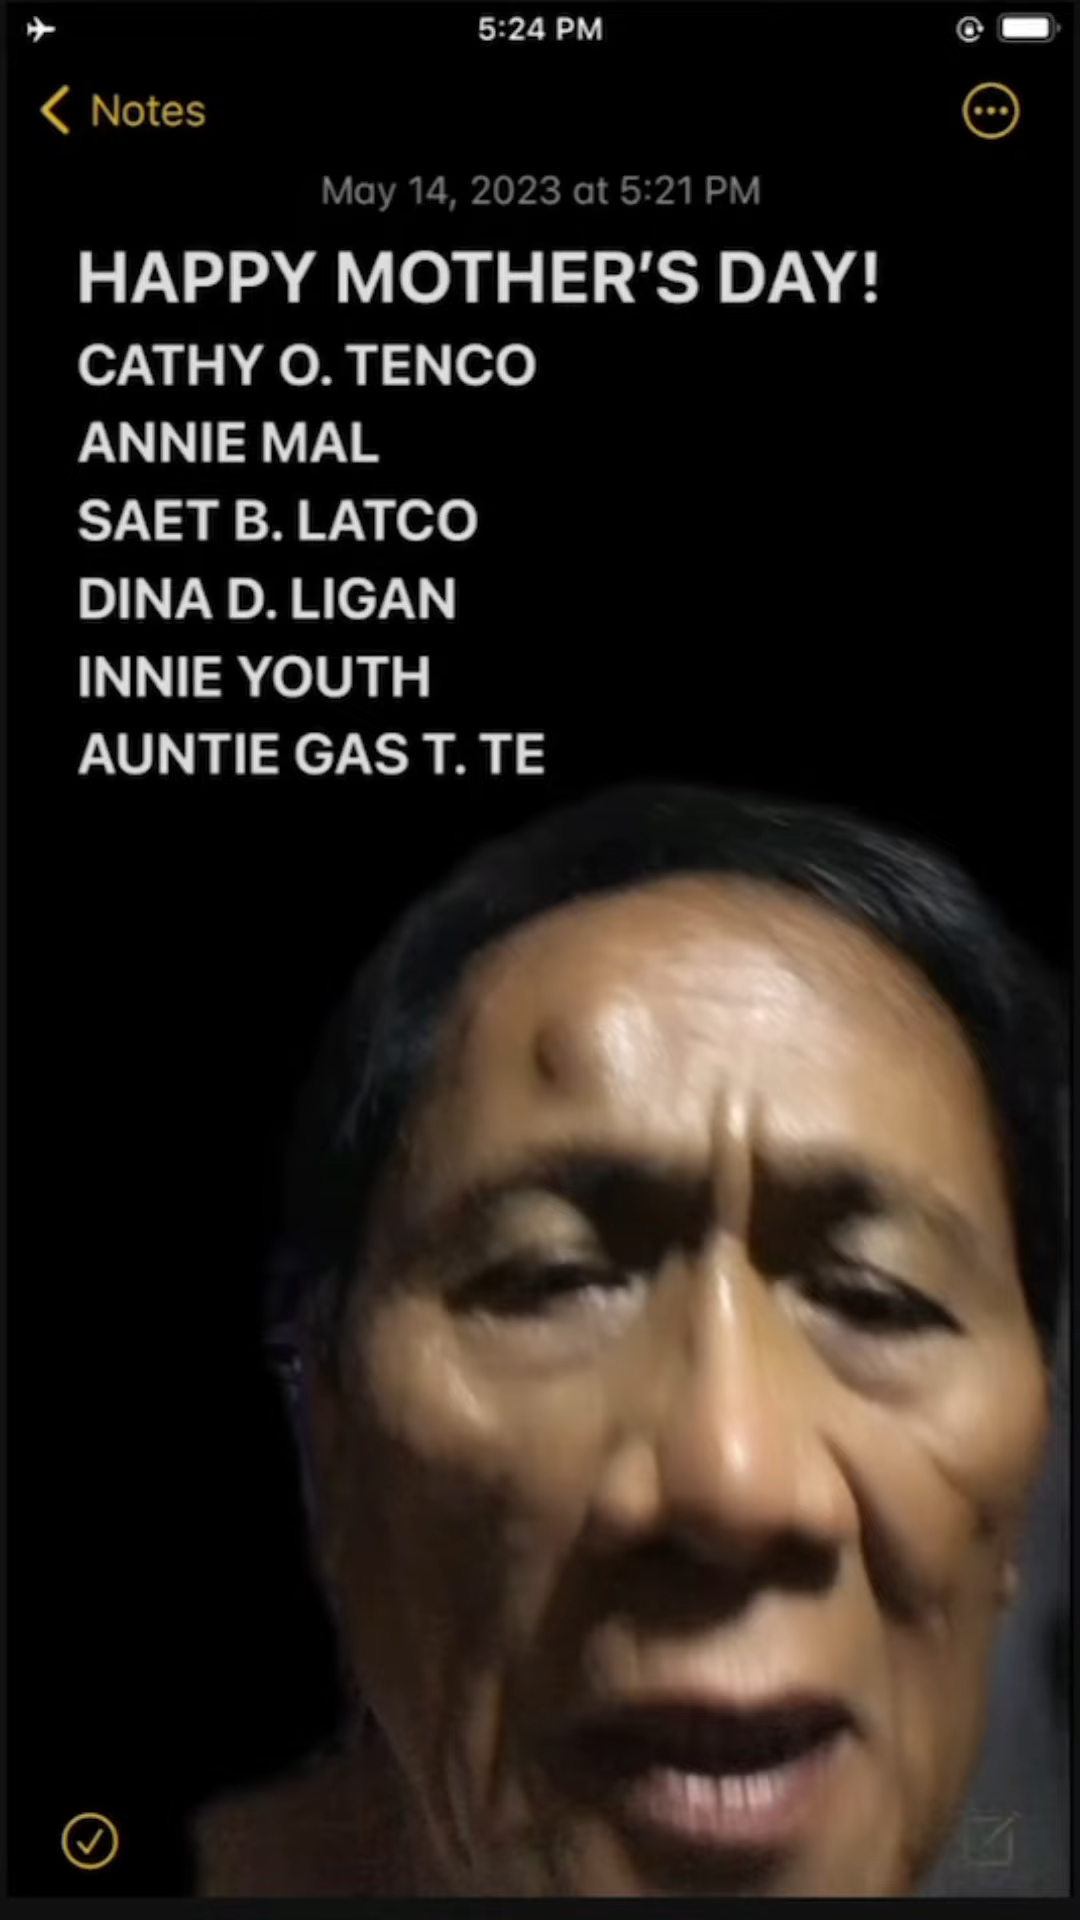 5:24 PM
Notes
May 14, 2023 at 5:21 PM
HAPPY MOTHER'S DAY!
CATHY O. TENCO
ANNIE MAL
SAET B. LATCO
DINA D. LIGAN
INNIE YOUTH
AUNTIE GAS T. TE